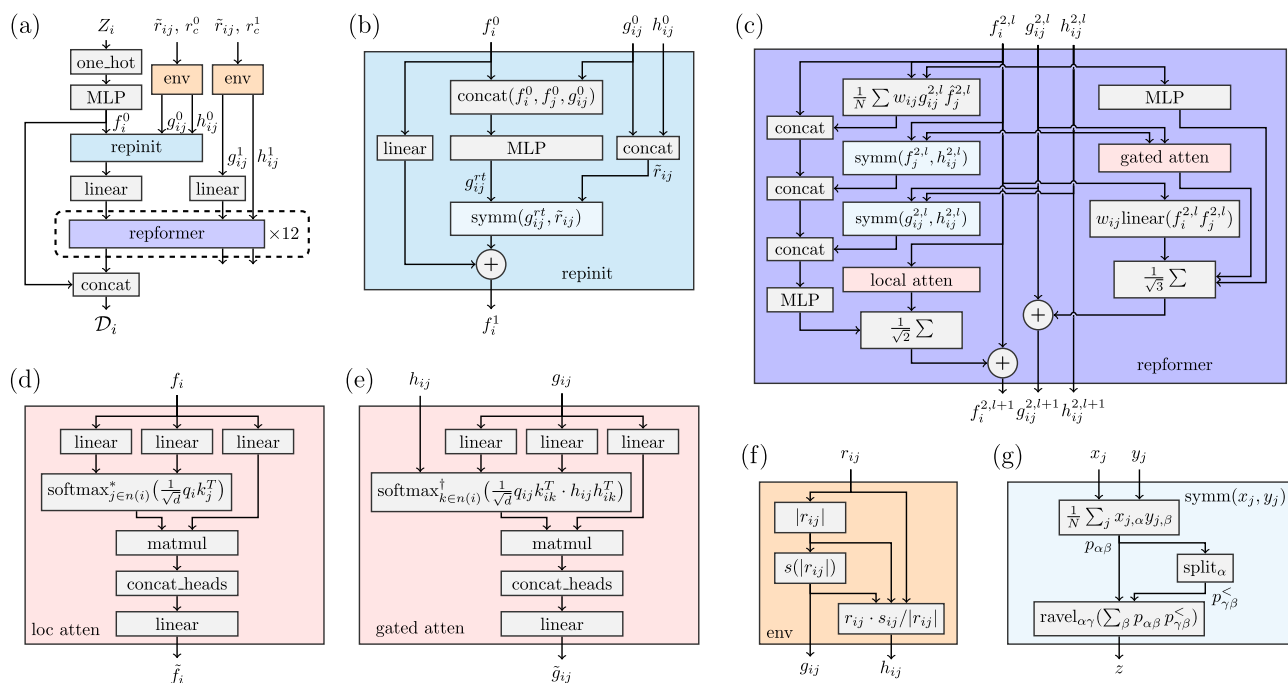 (a)
Z_i
r̃_ij, r_c^0
r̃_ij, r_c^1
one_hot
env
env
MLP
f_i^0
g_ij^0
h_ij^0
repinit
g_ij^1
h_ij^1
linear
linear
repformer
×12
concat
𝒟_i
(b)
f_i^0
g_ij^0
h_ij^0
concat(f_i^0, f_j^0, g_ij^0)
linear
MLP
concat
g_ij^rt
r̃_ij
symm(g_ij^rt, r̃_ij)
+
repinit
f_i^1
(c)
f_i^{2,l}
g_ij^{2,l}
h_ij^{2,l}
1/N ∑ w_ij g_ij^{2,l} f̂_j^{2,l}
MLP
concat
symm(f_j^{2,l}, h_ij^{2,l})
gated atten
concat
symm(g_ij^{2,l}, h_ij^{2,l})
w_ij linear(f_i^{2,l} f_j^{2,l})
concat
local atten
1/√3 ∑
MLP
1/√2 ∑
+
+
repformer
f_i^{2,l+1}
g_ij^{2,l+1}
h_ij^{2,l+1}
(d)
f_i
linear
linear
linear
softmax*_{j∈n(i)}(1/√d q_i k_j^T)
matmul
concat_heads
linear
loc atten
f̃_i
(e)
h_ij
g_ij
linear
linear
linear
softmax†_{k∈n(i)}(1/√d q_ij k_ik^T · h_ij h_ik^T)
matmul
concat_heads
linear
gated atten
g̃_ij
(f)
r_ij
|r_ij|
s(|r_ij|)
r_ij · s_ij/|r_ij|
env
g_ij
h_ij
(g)
x_j
y_j
symm(x_j, y_j)
1/N ∑_j x_{j,α} y_{j,β}
p_αβ
split_α
p_γβ^<
ravel_αγ(∑_β p_αβ p_γβ^<)
z